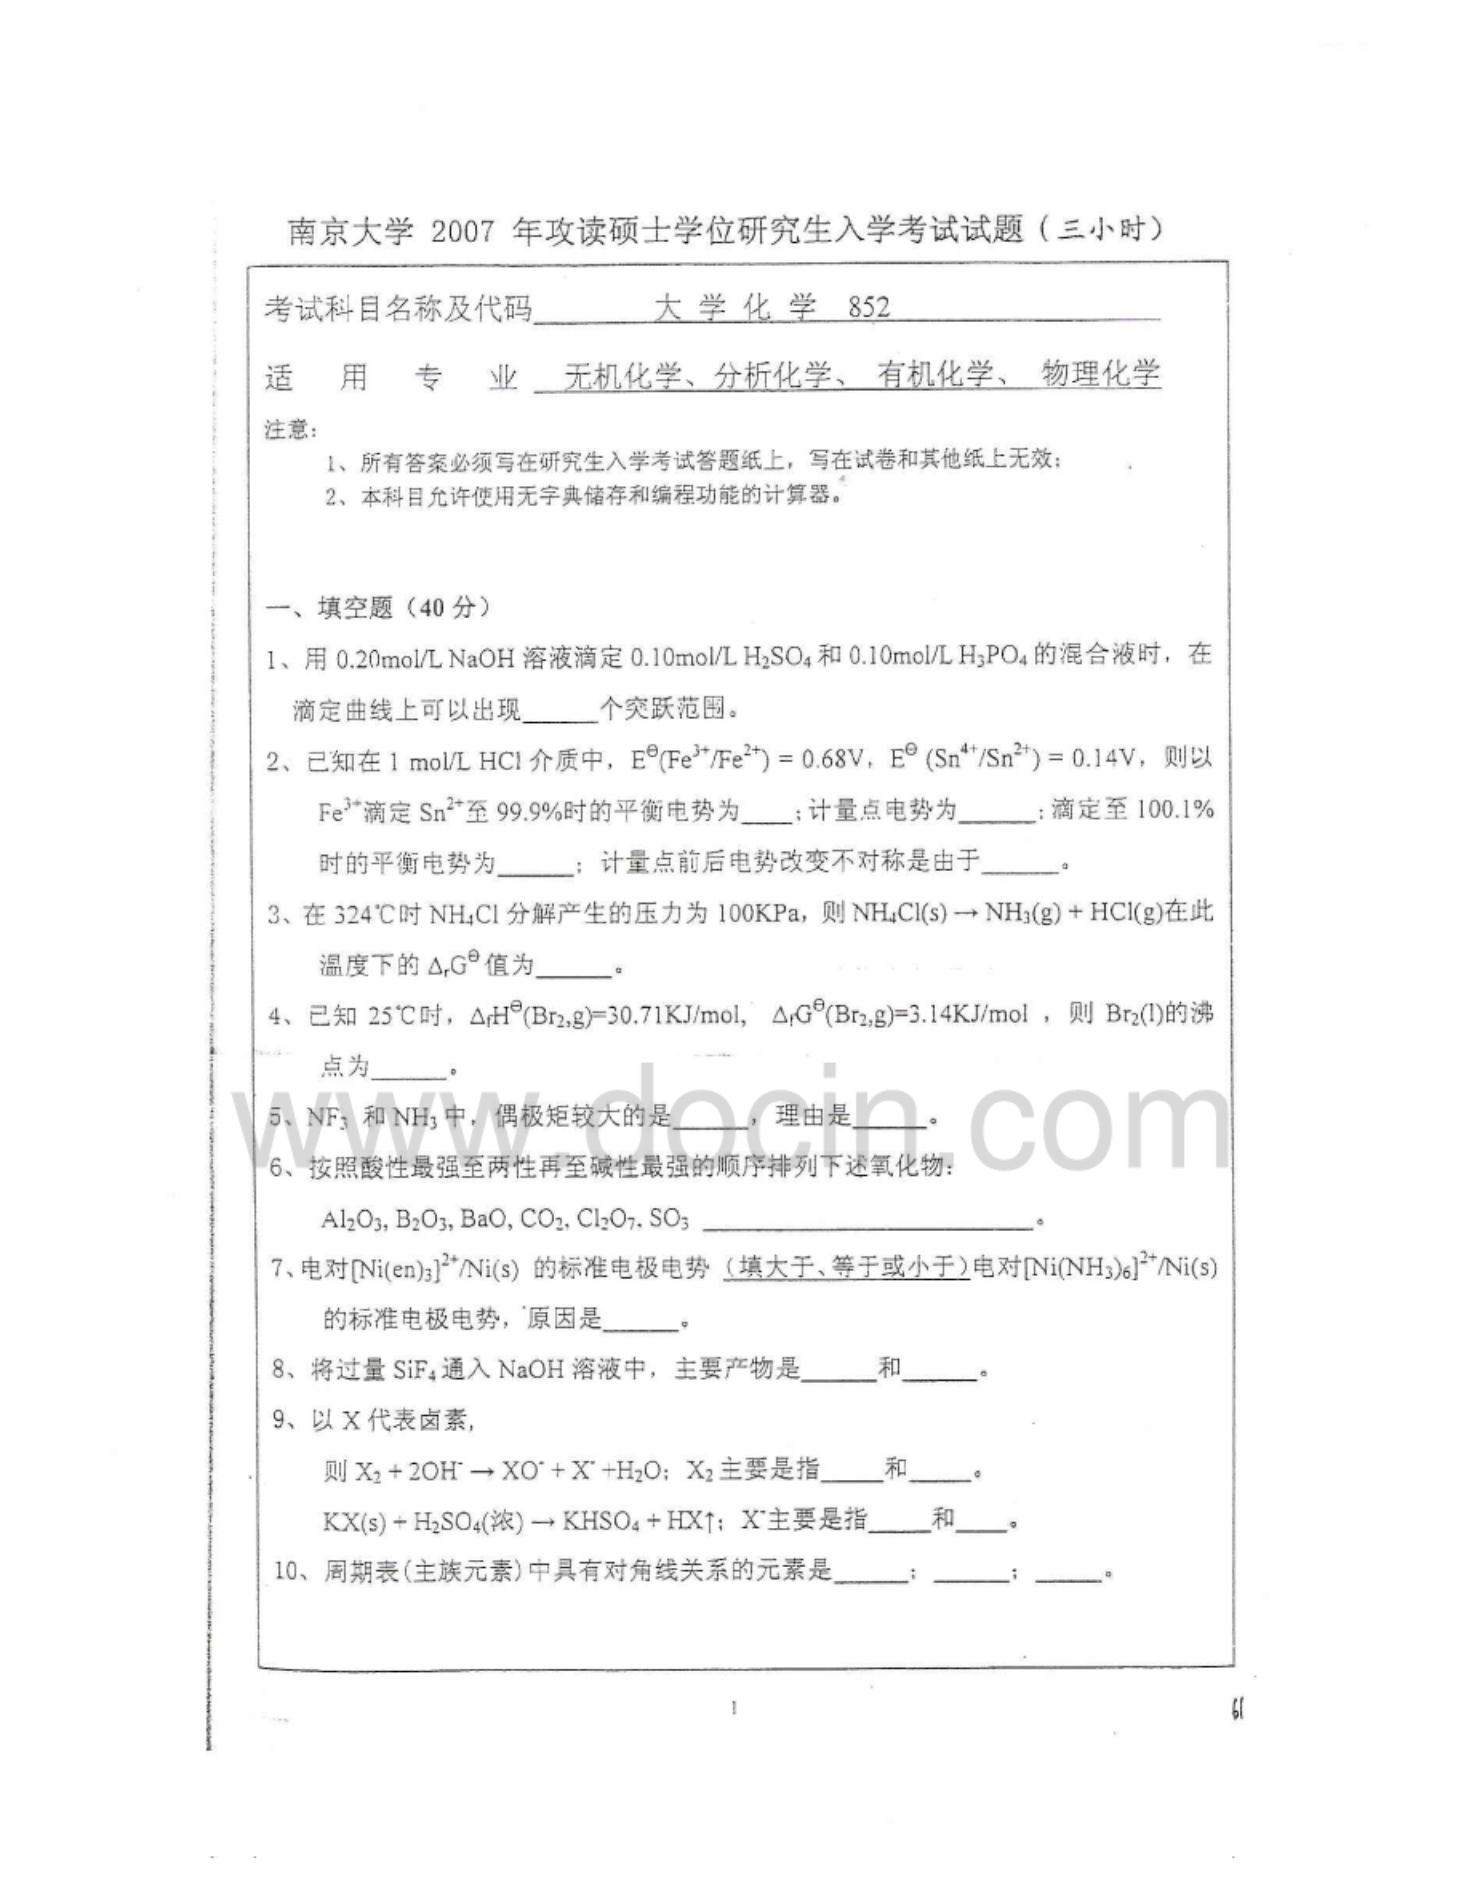 南京大学 2007 年攻读硕士学位研究生入学考试试题（三小时）
考试科目名称及代码 大 学 化 学 852
适 用 专 业 无机化学、分析化学、 有机化学、 物理化学
注意：
1、所有答案必须写在研究生入学考试答题纸上，写在试卷和其他纸上无效；
2、本科目允许使用无字典储存和编程功能的计算器。
一、填空题（40 分）
1、用 0.20mol/L NaOH 溶液滴定 0.10mol/L H₂SO₄ 和 0.10mol/L H₃PO₄ 的混合液时，在
滴定曲线上可以出现______个突跃范围。
2、已知在 1 mol/L HCl 介质中，E⊖(Fe³⁺/Fe²⁺) = 0.68V，E⊖ (Sn⁴⁺/Sn²⁺) = 0.14V，则以
Fe³⁺滴定 Sn²⁺至 99.9%时的平衡电势为____；计量点电势为______；滴定至 100.1%
时的平衡电势为______； 计量点前后电势改变不对称是由于______。
3、在 324℃时 NH₄Cl 分解产生的压力为 100KPa，则 NH₄Cl(s) → NH₃(g) + HCl(g)在此
温度下的 ΔᵣG⊖ 值为______。
4、已知 25℃时，ΔfH⊖(Br₂,g)=30.71KJ/mol, ΔfG⊖(Br₂,g)=3.14KJ/mol ，则 Br₂(l)的沸
点为______。
5、NF₃ 和 NH₃ 中，偶极矩较大的是______，理由是______。
6、按照酸性最强至两性再至碱性最强的顺序排列下述氧化物：
Al₂O₃, B₂O₃, BaO, CO₂, Cl₂O₇, SO₃ ______。
7、电对[Ni(en)₃]²⁺/Ni(s) 的标准电极电势 （填大于、等于或小于）电对[Ni(NH₃)₆]²⁺/Ni(s)
的标准电极电势，原因是______。
8、将过量 SiF₄ 通入 NaOH 溶液中，主要产物是______和______。
9、以 X 代表卤素，
则 X₂ + 2OH⁻ → XO⁻ + X⁻ +H₂O；X₂ 主要是指_____和_____。
KX(s) + H₂SO₄(浓) → KHSO₄ + HX↑；X⁻主要是指_____和____。
10、周期表(主族元素)中具有对角线关系的元素是______；______；_____。
1
61
www.docin.com